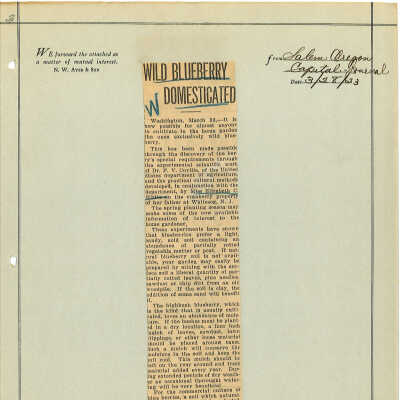 WE forward the attached as
a matter of mutual interest.
N. W. Ayer & Son
from Salem Oregon
Capital Journal
Date 3/28/33
WILD BLUEBERRY
W DOMESTICATED
Washington, March 28.—It is
now possible for almost anyone
to cultivate in the home garden
the once exclusively wild blue-
berry.
This has been made possible
through the discovery of the ber-
ry's special requirements through
the experimental scientific work
of Dr. F. V. Coville, of the United
States department of agriculture,
and the practical cultural methods
developed, in conjunction with the
department, by Miss Elizabeth C.
White on the cranberry property
of her father at Whitesog, N. J.
The spring planting season may
make some of the now available
information of interest to the
home gardener.
These experiments have shown
that blueberries prefer a light,
sandy, acid soil containing an
abundance of partially rotted
vegetable matter or peat. If nat-
ural blueberry soil is not avail-
able, your garden may easily be
prepared by mixing with the sur-
face soil a liberal quantity of par-
tially rotted leaves, pine needles,
sawdust or chip dirt from an old
woodpile. If the soil is clay, the
addition of some sand will benefit
it.
The highbush blueberry, which
is the kind that is usually culti-
vated, loves an abundance of mois-
ture. If the bushes must be plant-
ed in a dry location, a four inch
mulch of leaves, sawdust, lawn
clippings, or other loose material
should be placed around them.
Such a mulch will conserve the
moisture in the soil and keep the
soil cool. This mulch should be
left on the year around and fresh
material added every year. Dur-
ing extended periods of dry weath-
er an occasional thorough water-
ing will be very beneficial.
For the commercial culture of
blueberries, a soil which natural-